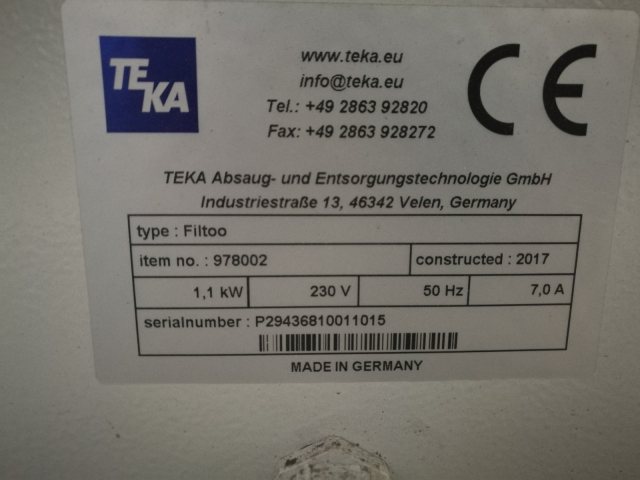 TEKA
www.teka.eu
info@teka.eu
Tel.: +49 2863 92820
Fax: +49 2863 928272
CE
TEKA Absaug- und Entsorgungstechnologie GmbH
Industriestraße 13, 46342 Velen, Germany
type : Filtoo
item no. : 978002 constructed : 2017
1,1 kW 230 V 50 Hz 7,0 A
serialnumber : P29436810011015
MADE IN GERMANY